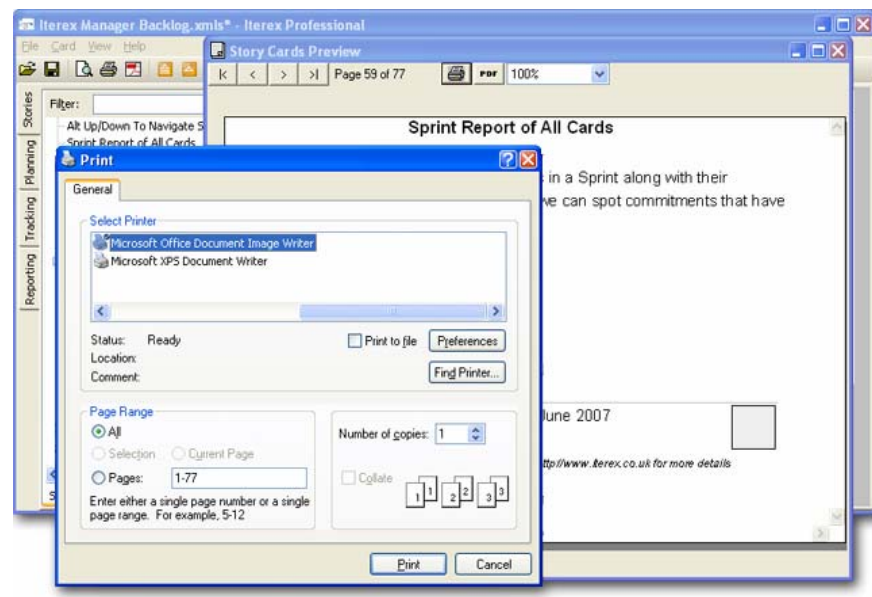 Iterex Manager Backlog.xmls* - Iterex Professional
File Card View Help
Story Cards Preview
Page 59 of 77
PDF
100%
Stories
Planning
Tracking
Reporting
Filter:
Alt Up/Down To Navigate S
Sprint Report of All Cards
Sprint Report of All Cards
in a Sprint along with their
we can spot commitments that have
June 2007
http://www.iterex.co.uk for more details
Print
General
Select Printer
Microsoft Office Document Image Writer
Microsoft XPS Document Writer
Status: Ready
Location:
Comment:
Print to file
Preferences
Find Printer...
Page Range
All
Selection
Current Page
Pages: 1-77
Enter either a single page number or a single
page range. For example, 5-12
Number of copies: 1
Collate
1 1 2 2 3 3
Print
Cancel